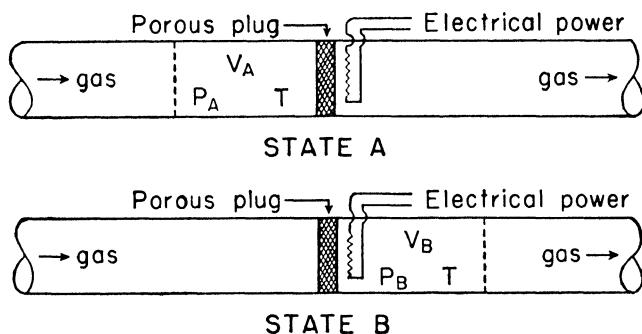 Porous plug Electrical power
→ gas V_A → gas
P_A T
STATE A
Porous plug Electrical power
→ gas V_B → gas
P_B T
STATE B